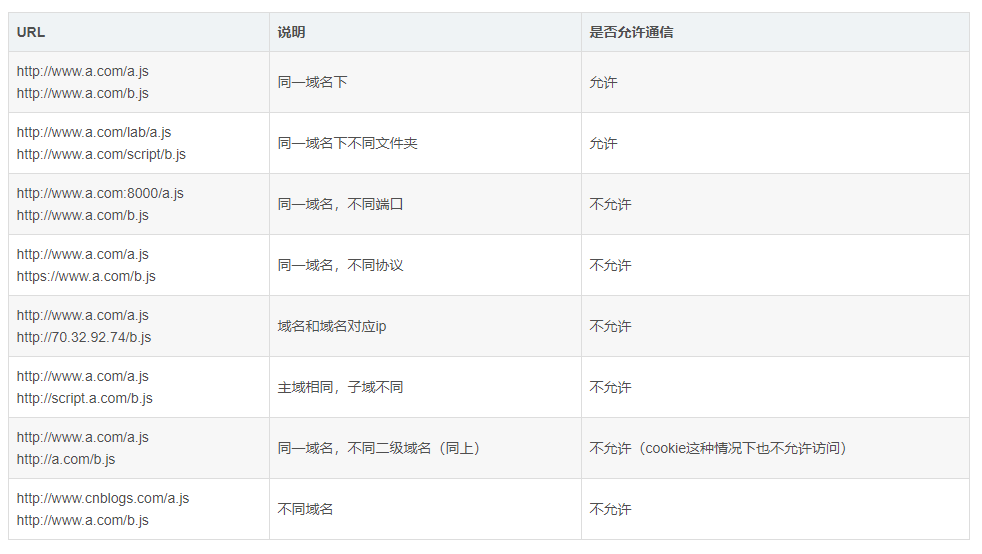 URL 说明 是否允许通信
http://www.a.com/a.js
http://www.a.com/b.js
同一域名下
允许
http://www.a.com/lab/a.js
http://www.a.com/script/b.js
同一域名下不同文件夹
允许
http://www.a.com:8000/a.js
http://www.a.com/b.js
同一域名，不同端口
不允许
http://www.a.com/a.js
https://www.a.com/b.js
同一域名，不同协议
不允许
http://www.a.com/a.js
http://70.32.92.74/b.js
域名和域名对应ip
不允许
http://www.a.com/a.js
http://script.a.com/b.js
主域相同，子域不同
不允许
http://www.a.com/a.js
http://a.com/b.js
同一域名，不同二级域名（同上）
不允许（cookie这种情况下也不允许访问）
http://www.cnblogs.com/a.js
http://www.a.com/b.js
不同域名
不允许